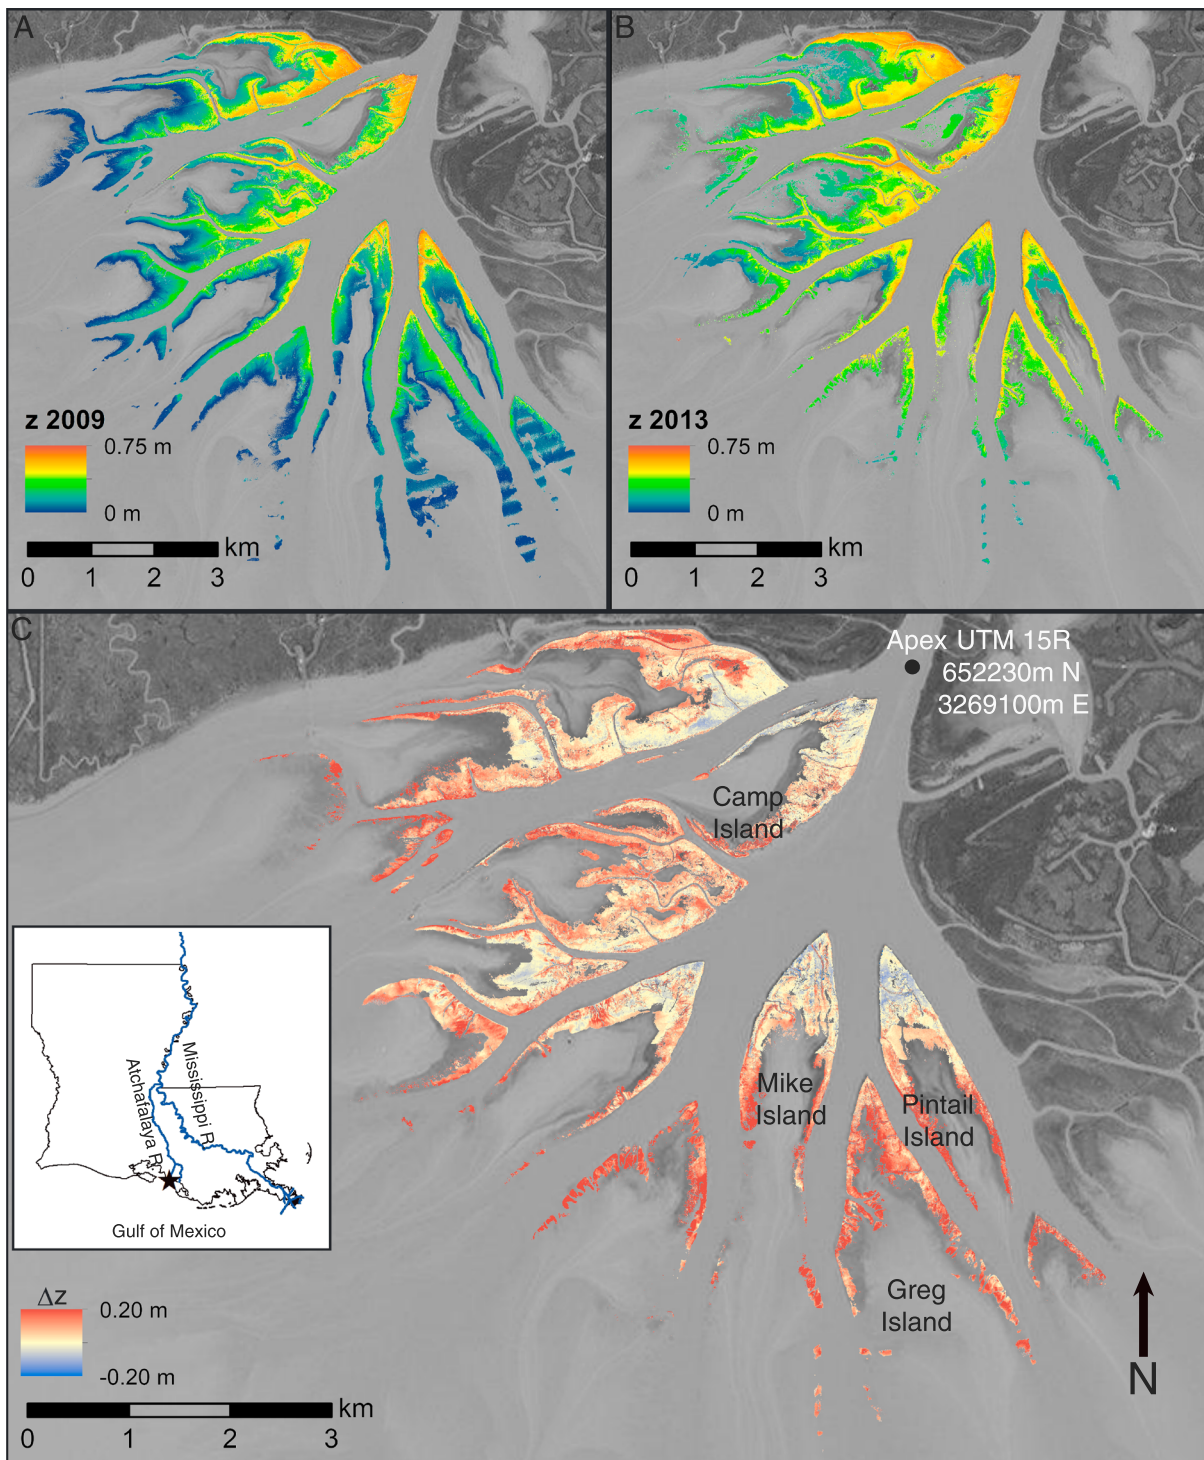 A
z 2009
0.75 m
0 m
km
0 1 2 3
B
z 2013
0.75 m
0 m
km
0 1 2 3
C
Apex UTM 15R
652230m N
3269100m E
Camp
Island
Mike
Island
Pintail
Island
Greg
Island
Mississippi R.
Atchafalaya R.
Gulf of Mexico
Δz
0.20 m
-0.20 m
km
0 1 2 3
N